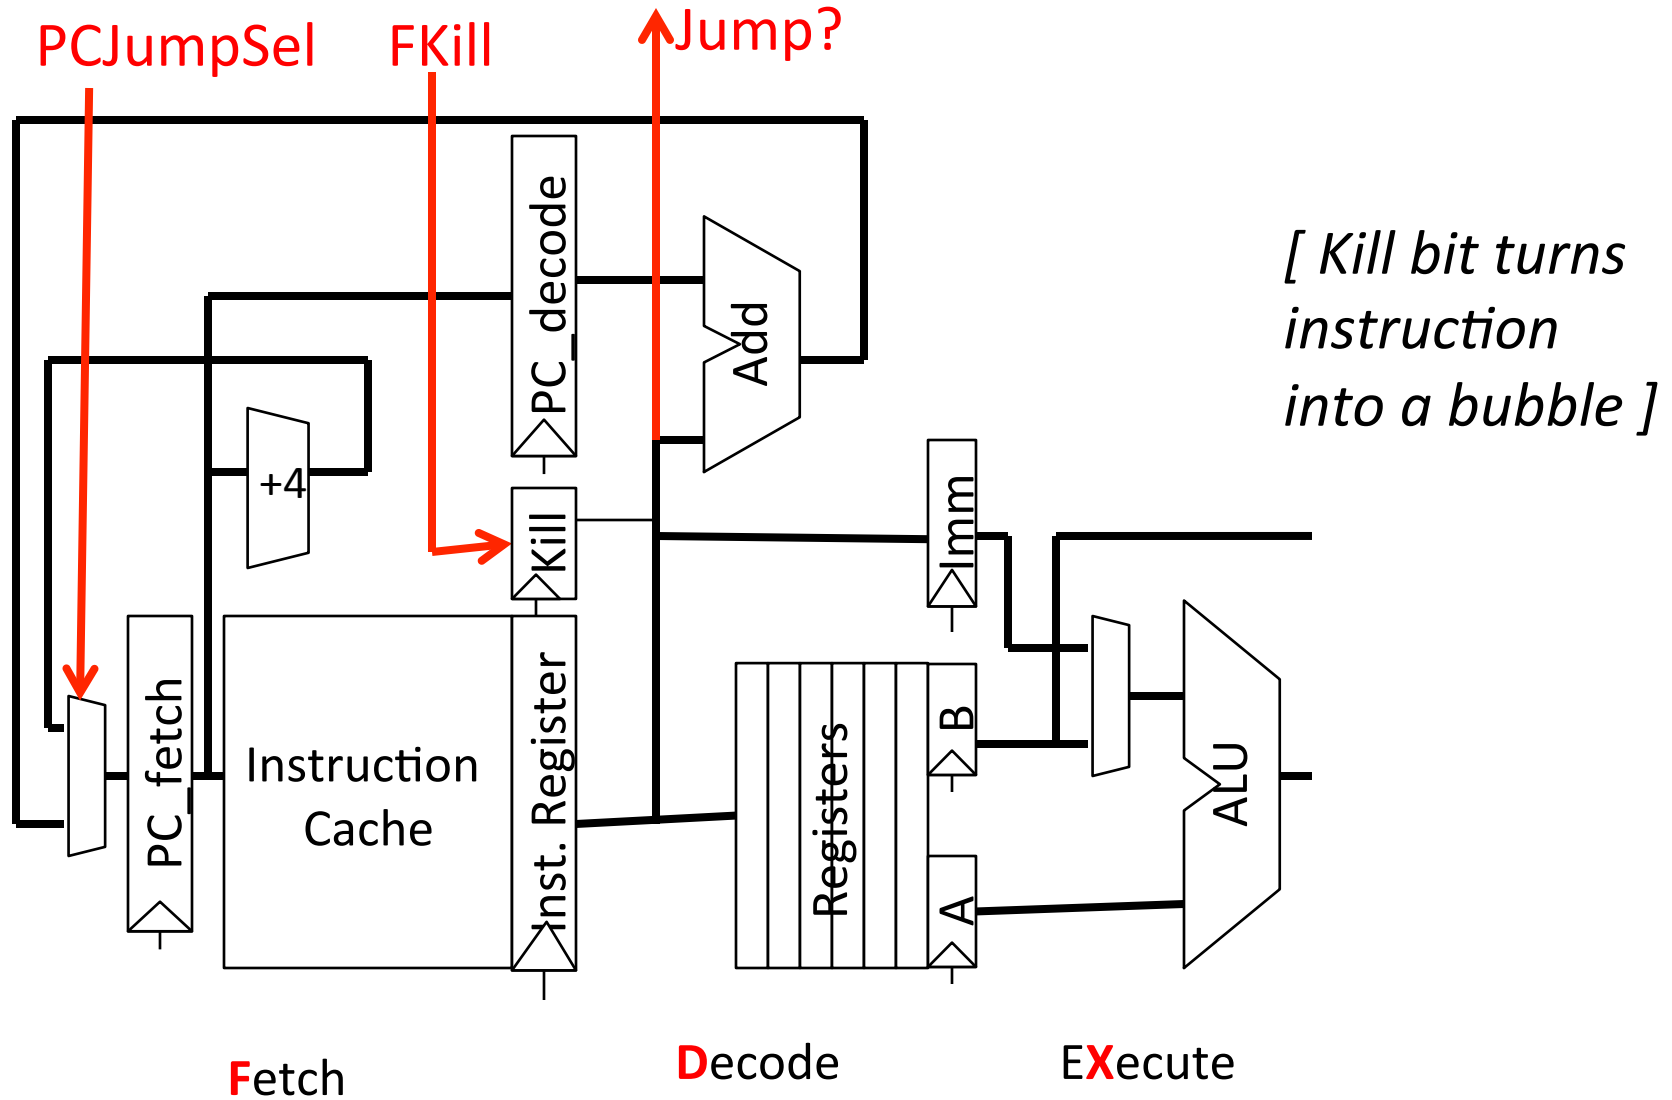 PCJumpSel
FKill
Jump?
PC_decode
[ Kill bit turns
instruction
into a bubble ]
Add
+4
Kill
Imm
PC_fetch
Instruction
Cache
Inst. Register
Registers
B
A
ALU
Fetch
Decode
EXecute